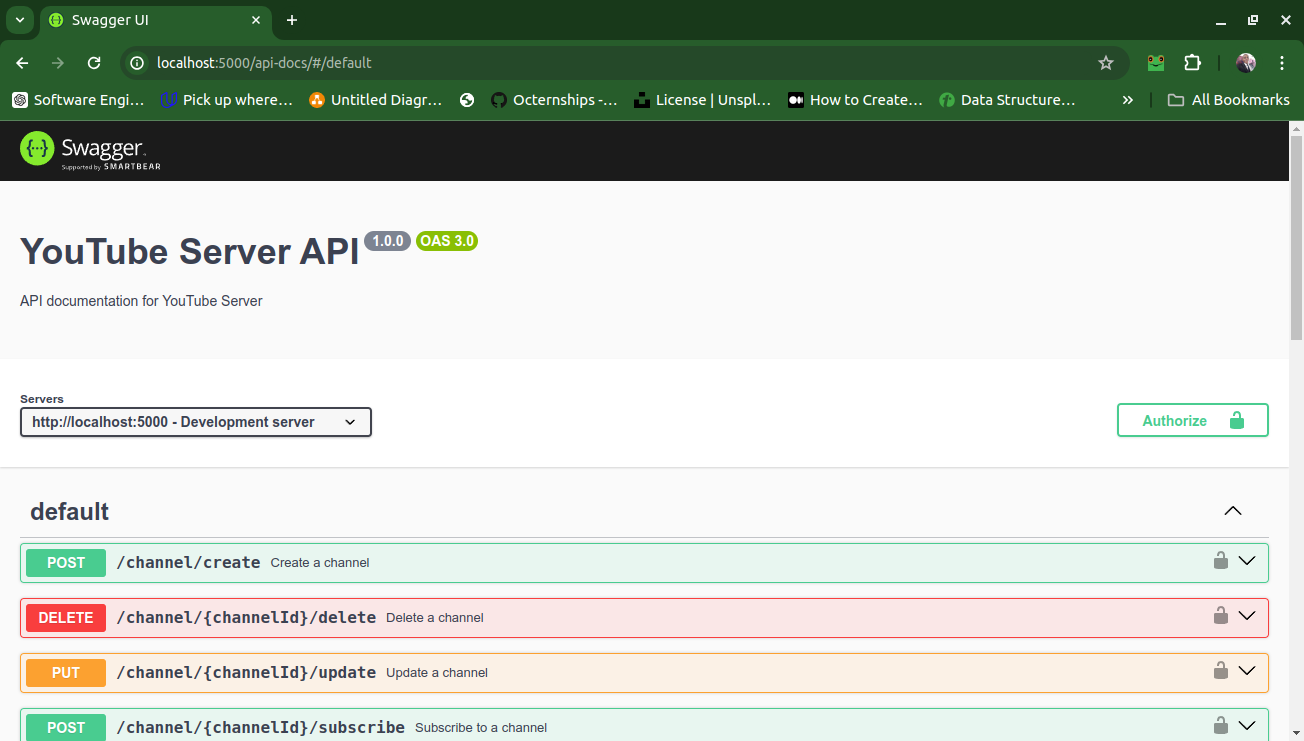 Swagger UI
localhost:5000/api-docs/#/default
Software Engi...
Pick up where...
Untitled Diagr...
Octernships -...
License | Unspl...
How to Create...
Data Structure...
All Bookmarks
Swagger.
Supported by SMARTBEAR
YouTube Server API 1.0.0 OAS 3.0
API documentation for YouTube Server
Servers
http://localhost:5000 - Development server
Authorize
default
POST /channel/create Create a channel
DELETE /channel/{channelId}/delete Delete a channel
PUT /channel/{channelId}/update Update a channel
POST /channel/{channelId}/subscribe Subscribe to a channel